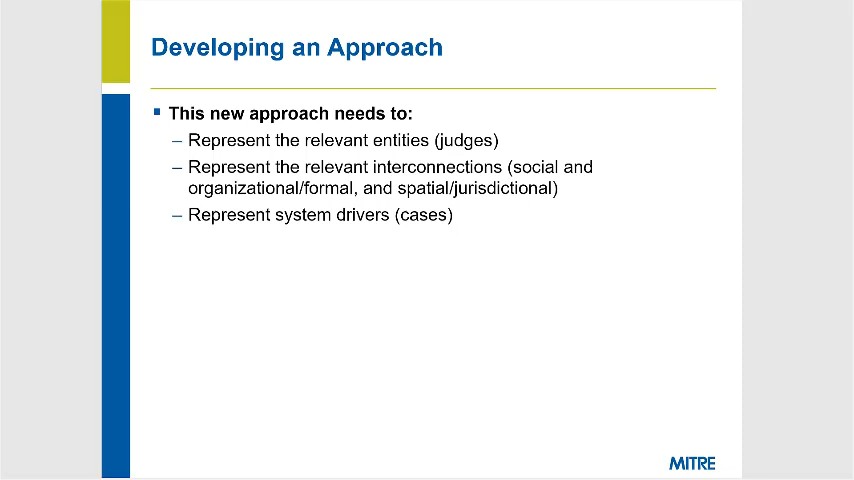 Developing an Approach
This new approach needs to:
– Represent the relevant entities (judges)
– Represent the relevant interconnections (social and
organizational/formal, and spatial/jurisdictional)
– Represent system drivers (cases)
MITRE